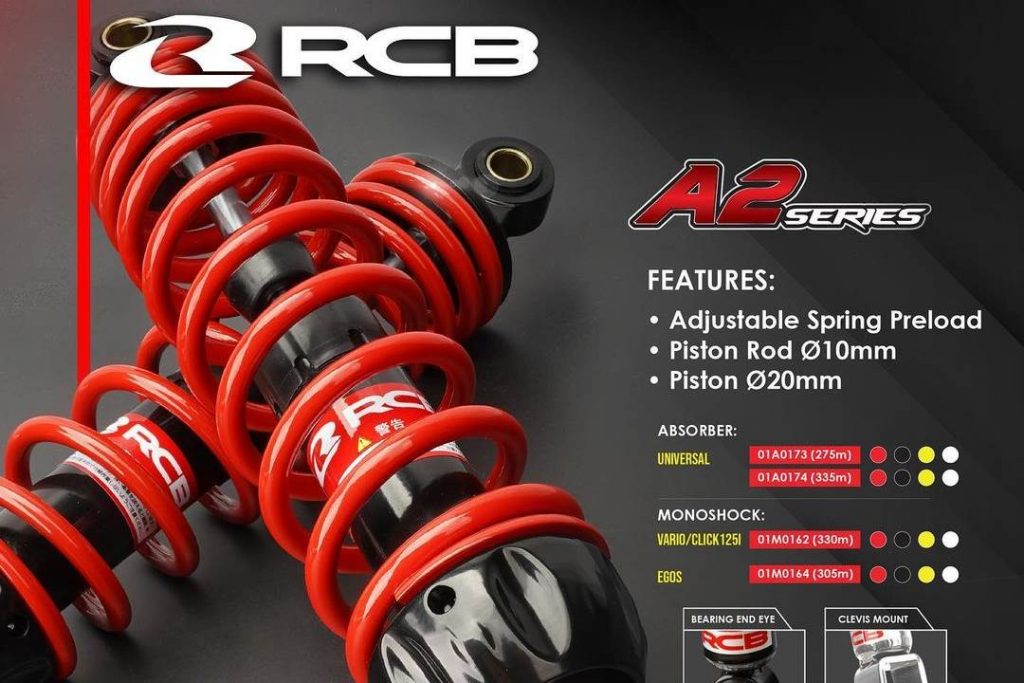 RCB
A2 SERIES
FEATURES:
• Adjustable Spring Preload
• Piston Rod Ø10mm
• Piston Ø20mm
RCB
警告
RCB
ABSORBER:
UNIVERSAL 01A0173 (275m)
01A0174 (335m)
MONOSHOCK:
VARIO/CLICK125I 01M0162 (330m)
EGOS 01M0164 (305m)
BEARING END EYE
CLEVIS MOUNT
RCB
RCB